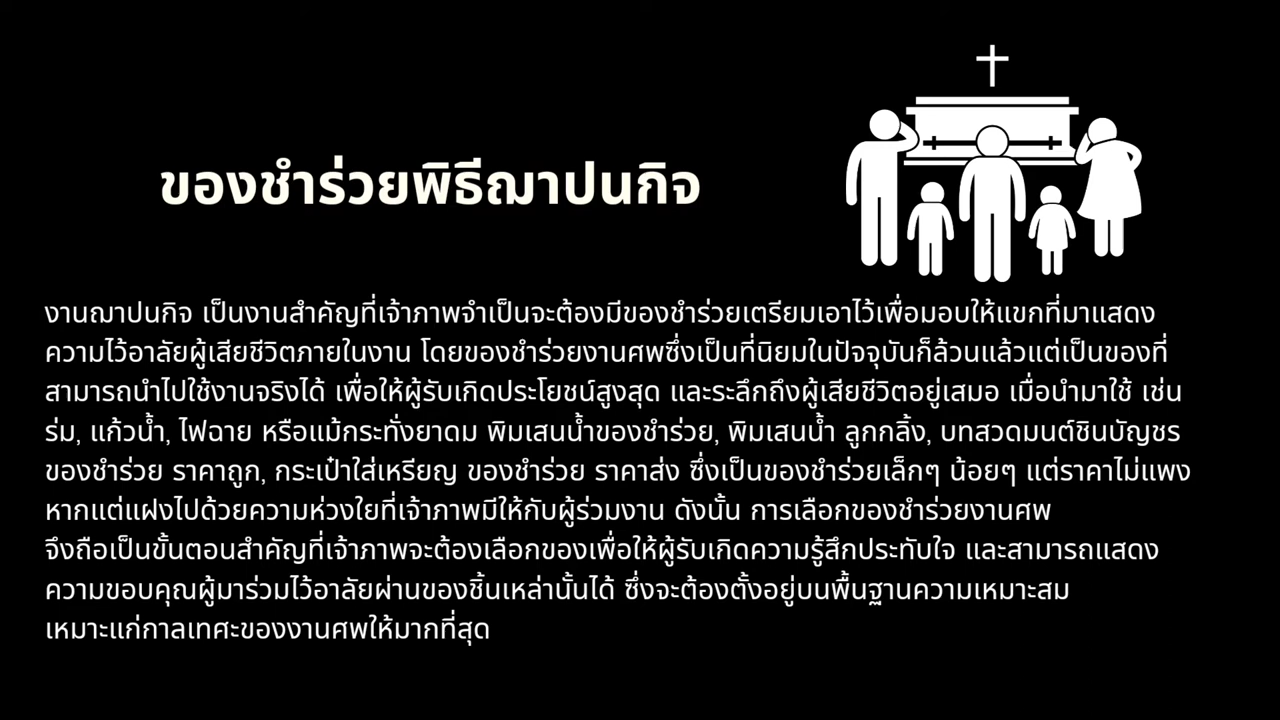 ของชำร่วยพิธีฌาปนกิจ
งานฌาปนกิจ เป็นงานสำคัญที่เจ้าภาพจำเป็นจะต้องมีของชำร่วยเตรียมเอาไว้เพื่อมอบให้แขกที่มาแสดง
ความไว้อาลัยผู้เสียชีวิตภายในงาน โดยของชำร่วยงานศพซึ่งเป็นที่นิยมในปัจจุบันก็ล้วนแล้วแต่เป็นของที่
สามารถนำไปใช้งานจริงได้ เพื่อให้ผู้รับเกิดประโยชน์สูงสุด และระลึกถึงผู้เสียชีวิตอยู่เสมอ เมื่อนำมาใช้ เช่น
ร่ม, แก้วน้ำ, ไฟฉาย หรือแม้กระทั่งยาดม พิมเสนน้ำของชำร่วย, พิมเสนน้ำ ลูกกลิ้ง, บทสวดมนต์ชินบัญชร
ของชำร่วย ราคาถูก, กระเป๋าใส่เหรียญ ของชำร่วย ราคาส่ง ซึ่งเป็นของชำร่วยเล็กๆ น้อยๆ แต่ราคาไม่แพง
หากแต่แฝงไปด้วยความห่วงใยที่เจ้าภาพมีให้กับผู้ร่วมงาน ดังนั้น การเลือกของชำร่วยงานศพ
จึงถือเป็นขั้นตอนสำคัญที่เจ้าภาพจะต้องเลือกของเพื่อให้ผู้รับเกิดความรู้สึกประทับใจ และสามารถแสดง
ความขอบคุณผู้มาร่วมไว้อาลัยผ่านของชิ้นเหล่านั้นได้ ซึ่งจะต้องตั้งอยู่บนพื้นฐานความเหมาะสม
เหมาะแก่กาลเทศะของงานศพให้มากที่สุด